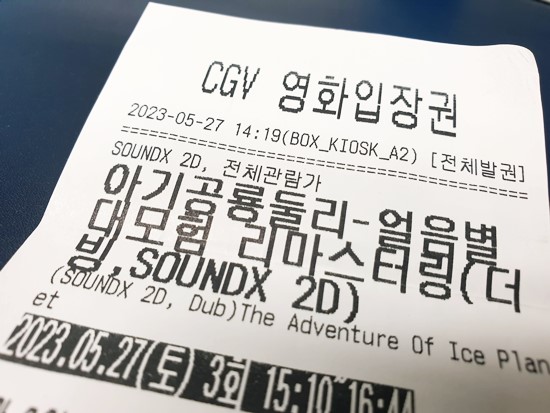 CGV 영화입장권
2023-05-27 14:19(BOX_KIOSK_A2) [전체발권]
==================================================
SOUNDX 2D, 전체관람가
아기공룡둘리-얼음별
대모험 리마스터링(더
빙,SOUNDX 2D)
(SOUNDX 2D, Dub)The Adventure Of Ice Plan
et
2023.05.27(토) 3회 15:10~16:44